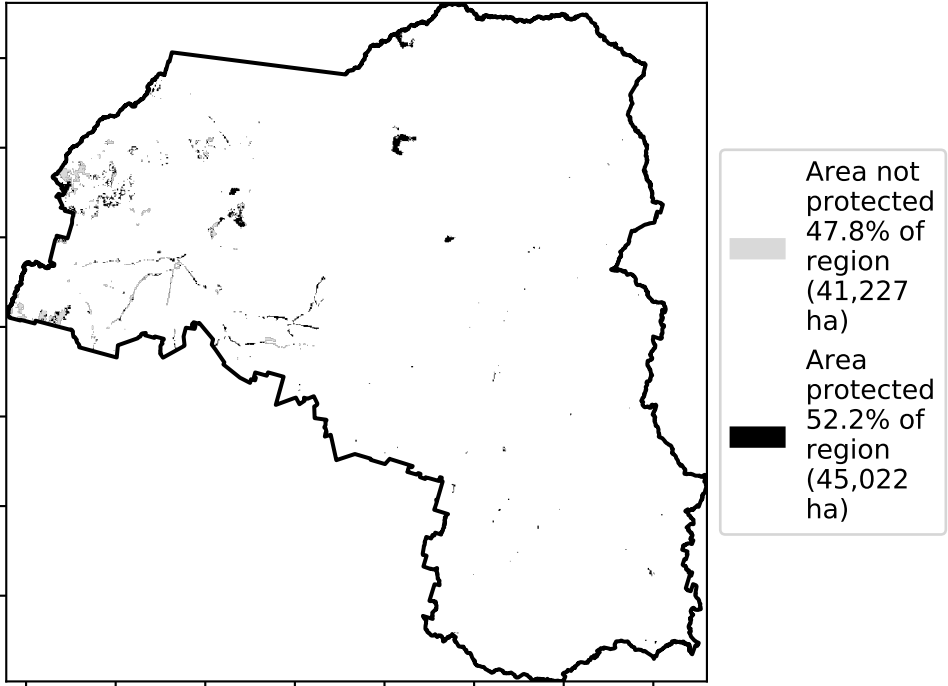 Area not
protected
47.8% of
region
(41,227
ha)
Area
protected
52.2% of
region
(45,022
ha)